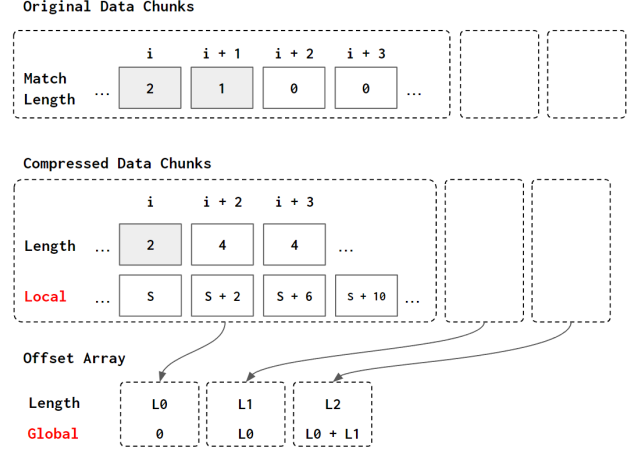 Original Data Chunks
i i + 1 i + 2 i + 3
Match Length ... 2 1 0 0 ...
Compressed Data Chunks
i i + 2 i + 3
Length ... 2 4 4 ...
Local ... S S + 2 S + 6 S + 10 ...
Offset Array
Length L0 L1 L2
Global 0 L0 L0 + L1